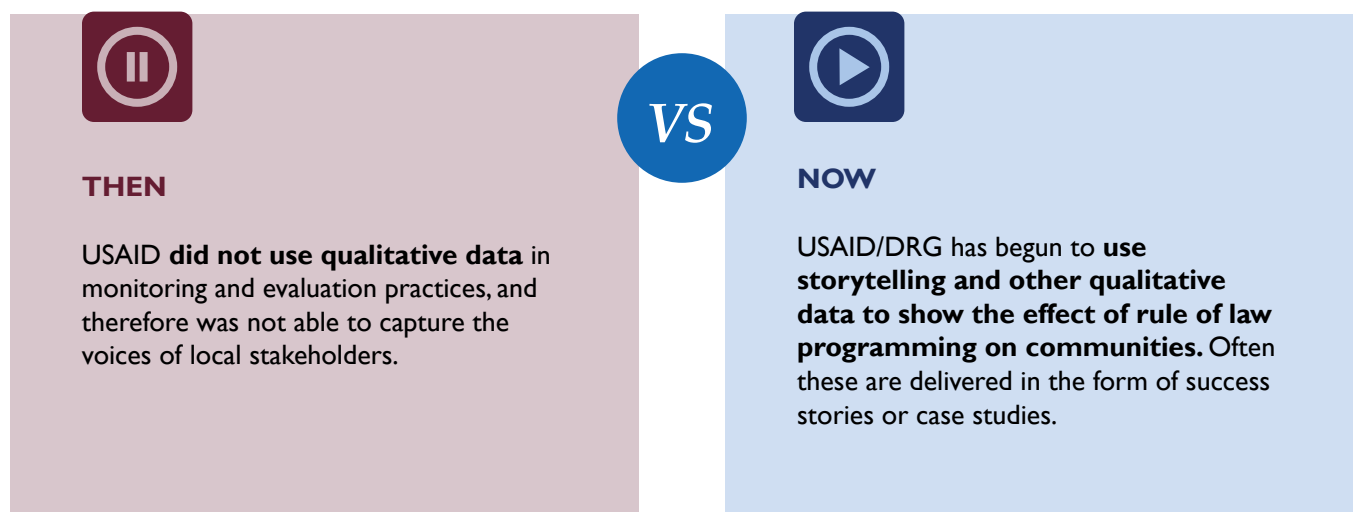 THEN
USAID did not use qualitative data in
monitoring and evaluation practices, and
therefore was not able to capture the
voices of local stakeholders.
VS
NOW
USAID/DRG has begun to use
storytelling and other qualitative
data to show the effect of rule of law
programming on communities. Often
these are delivered in the form of success
stories or case studies.